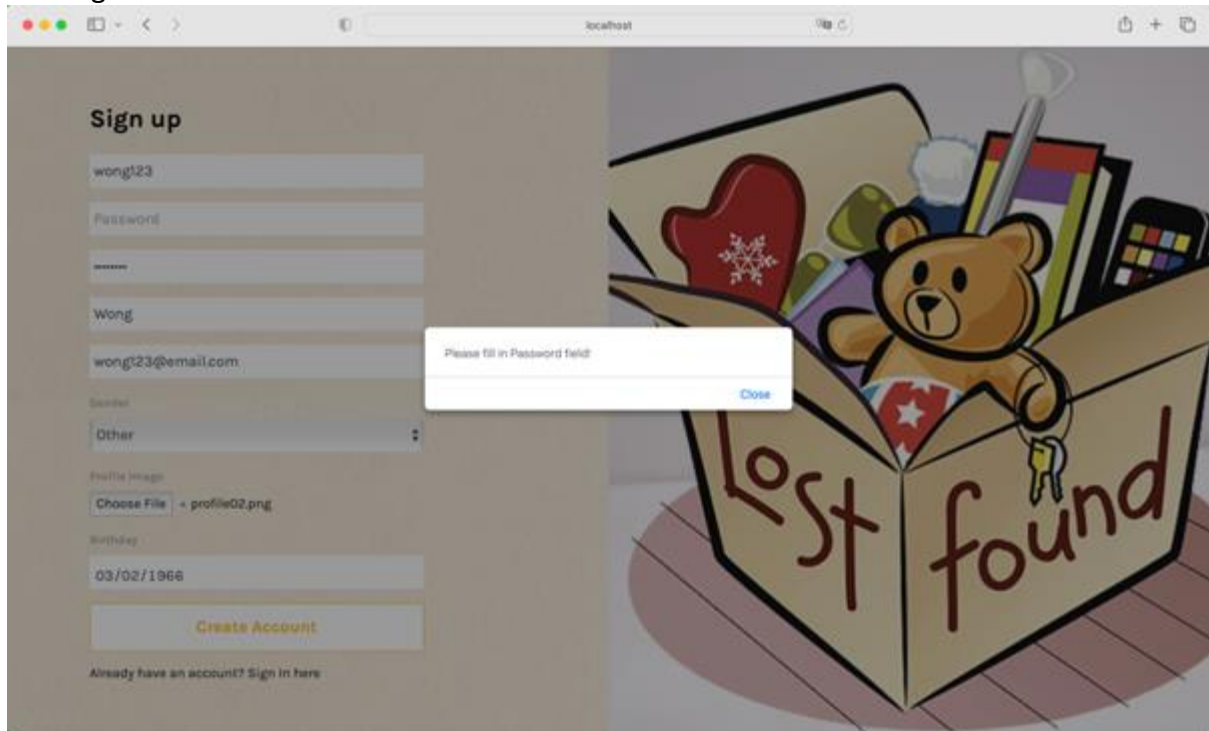 localhost
Sign up
wong123
Password
••••••••
Wong
wong123@email.com
Please fill in Password field!
Close
Gender
Other
Profile Image
Choose File profile02.png
Birthday
03/02/1966
Create Account
Already have an account? Sign in here
Lost found